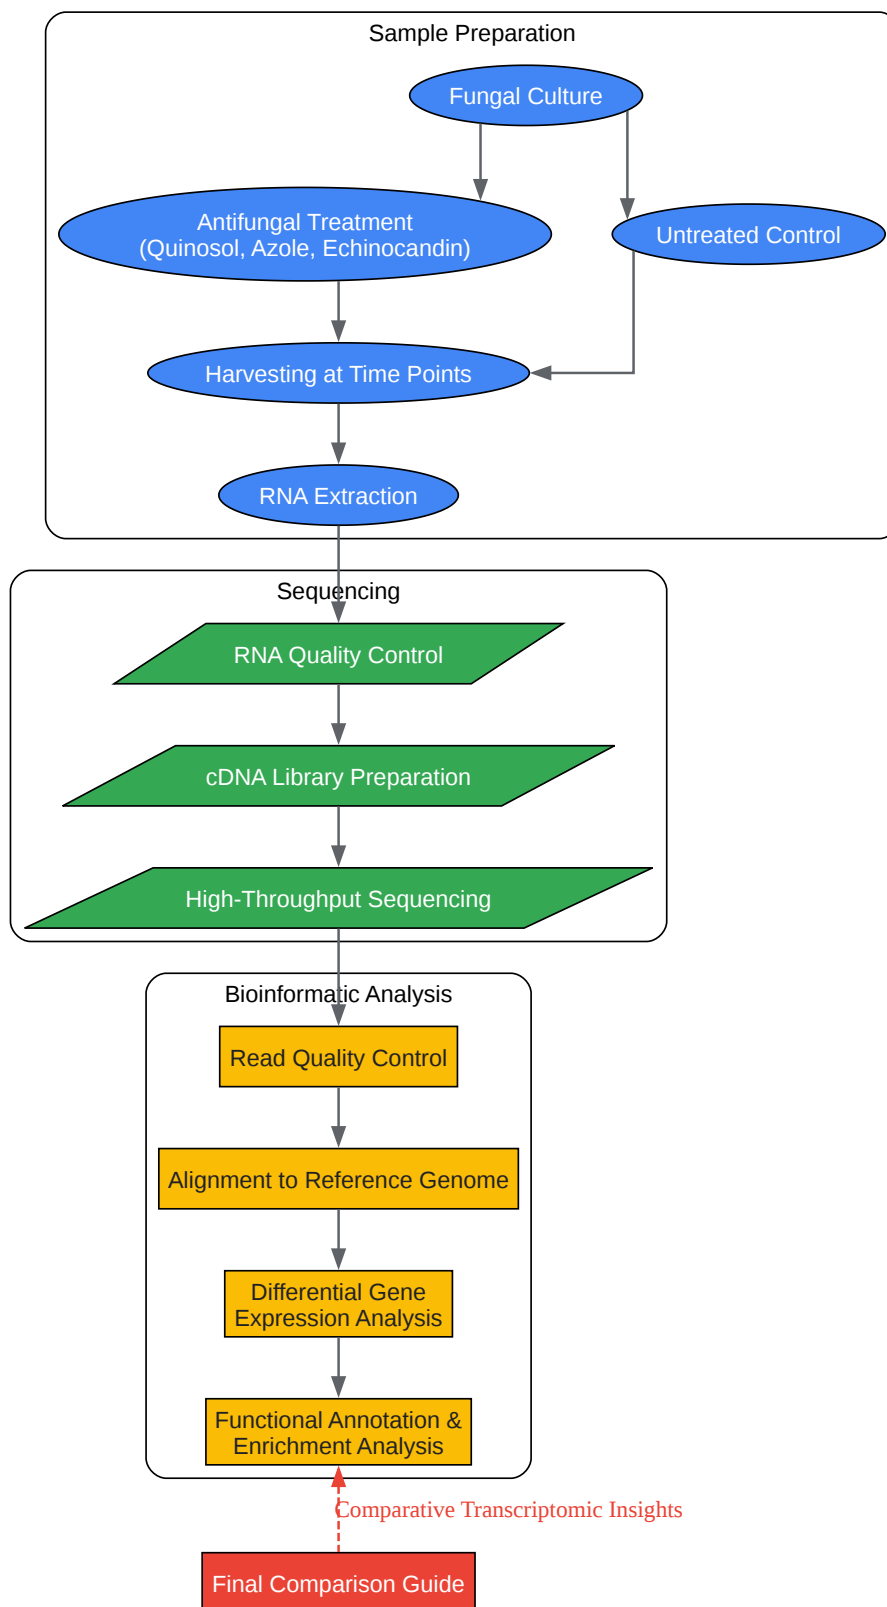 Sample Preparation
Fungal Culture
Antifungal Treatment
(Quinosol, Azole, Echinocandin)
Untreated Control
Harvesting at Time Points
RNA Extraction
Sequencing
RNA Quality Control
cDNA Library Preparation
High-Throughput Sequencing
Bioinformatic Analysis
Read Quality Control
Alignment to Reference Genome
Differential Gene
Expression Analysis
Functional Annotation &
Enrichment Analysis
Comparative Transcriptomic Insights
Final Comparison Guide